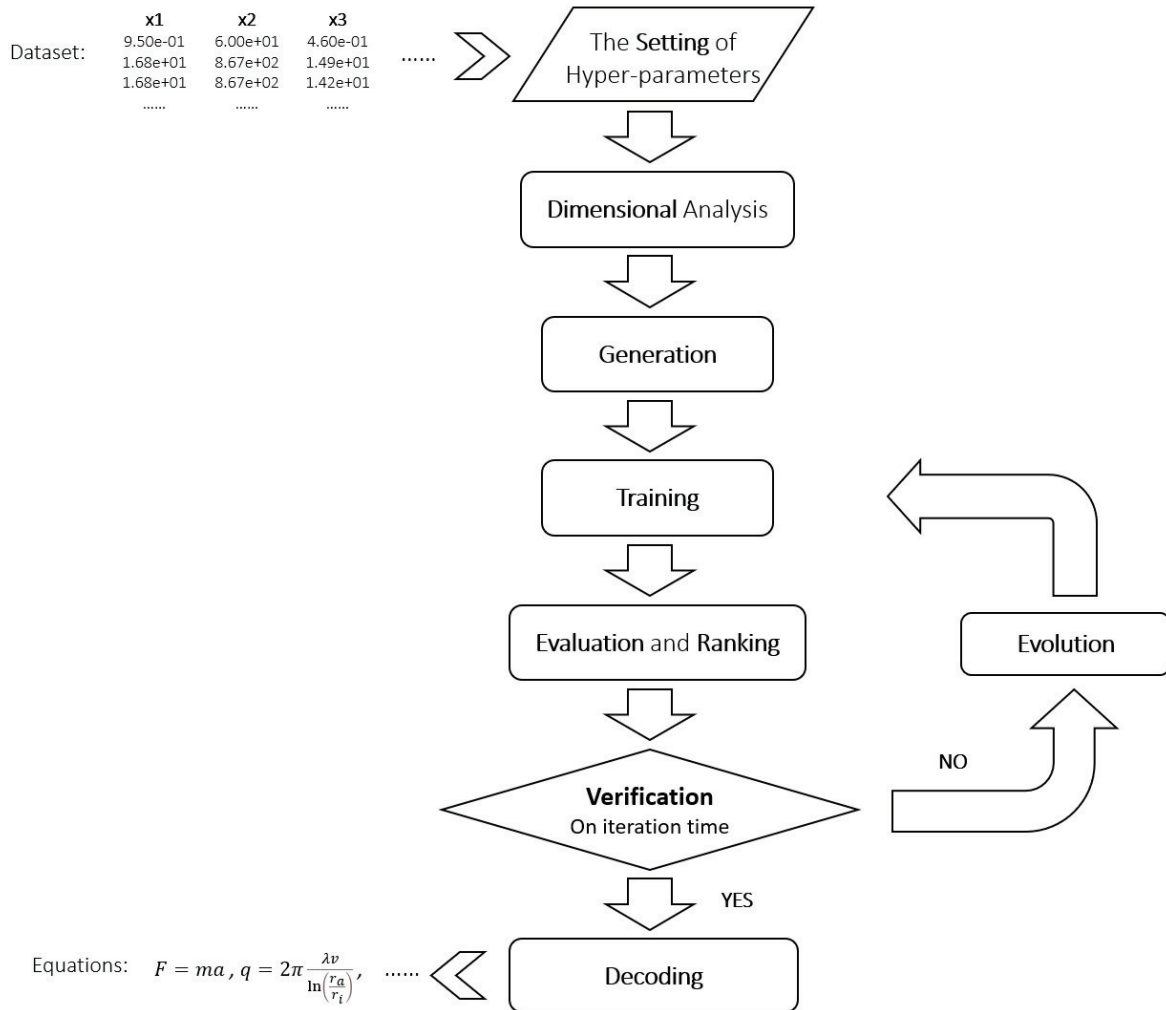 x1 x2 x3
Dataset: 9.50e-01 6.00e+01 4.60e-01
1.68e+01 8.67e+02 1.49e+01 ......
1.68e+01 8.67e+02 1.42e+01
...... ...... ......
The Setting of
Hyper-parameters
Dimensional Analysis
Generation
Training
Evaluation and Ranking
Evolution
Verification
On iteration time
NO
YES
Decoding
Equations: F = ma , q = 2π λv / ln(r_a / r_i) , ......